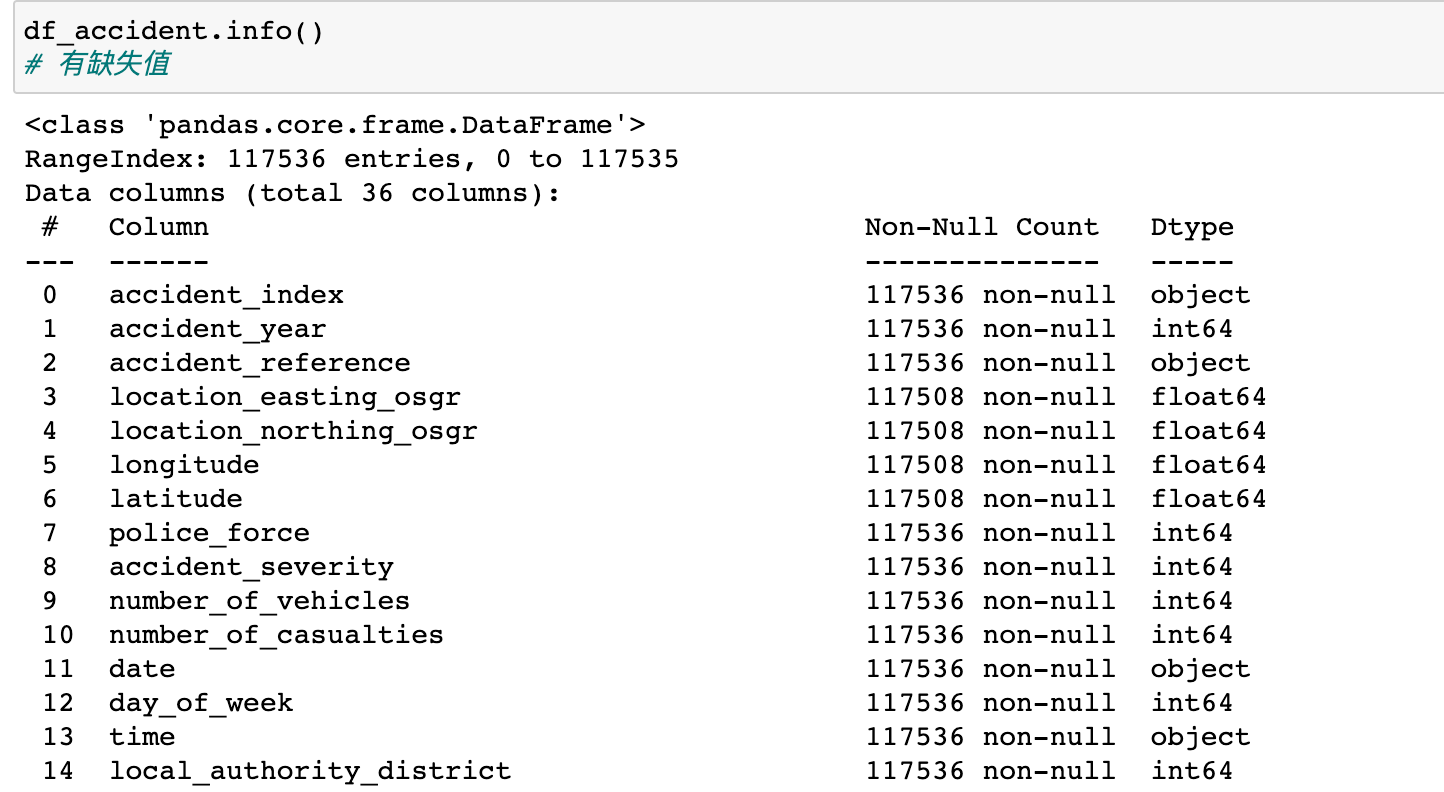 df_accident.info()
# 有缺失值
<class 'pandas.core.frame.DataFrame'>
RangeIndex: 117536 entries, 0 to 117535
Data columns (total 36 columns):
 #   Column                                       Non-Null Count   Dtype
---  ------                                       --------------   -----
 0   accident_index                               117536 non-null  object
 1   accident_year                                117536 non-null  int64
 2   accident_reference                           117536 non-null  object
 3   location_easting_osgr                        117508 non-null  float64
 4   location_northing_osgr                       117508 non-null  float64
 5   longitude                                    117508 non-null  float64
 6   latitude                                     117508 non-null  float64
 7   police_force                                 117536 non-null  int64
 8   accident_severity                            117536 non-null  int64
 9   number_of_vehicles                           117536 non-null  int64
 10  number_of_casualties                         117536 non-null  int64
 11  date                                         117536 non-null  object
 12  day_of_week                                  117536 non-null  int64
 13  time                                         117536 non-null  object
 14  local_authority_district                     117536 non-null  int64